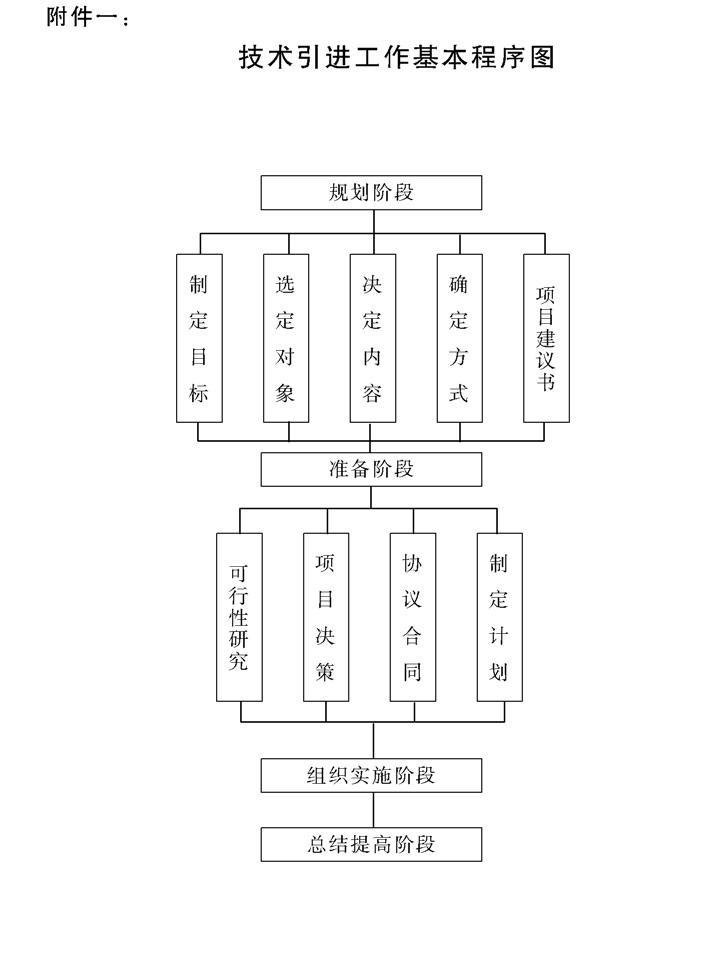 附件一：
技术引进工作基本程序图
规划阶段
制定目标
选定对象
决定内容
确定方式
项目建议书
准备阶段
可行性研究
项目决策
协议合同
制定计划
组织实施阶段
总结提高阶段